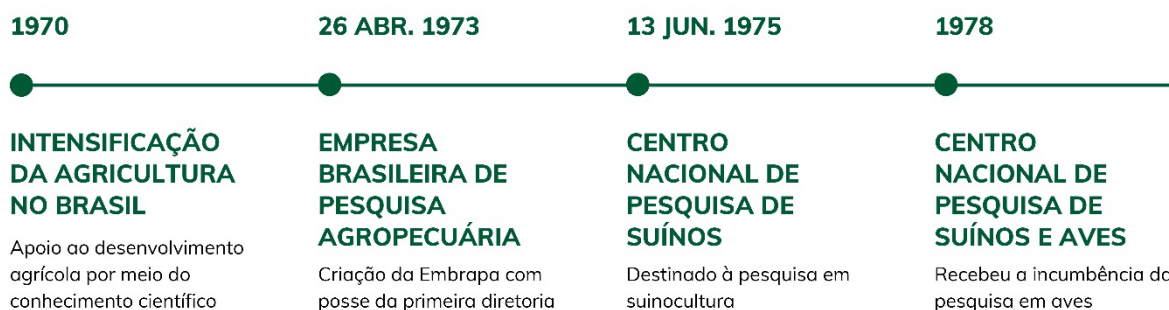 1970
INTENSIFICAÇÃO
DA AGRICULTURA
NO BRASIL
Apoio ao desenvolvimento
agrícola por meio do
conhecimento científico
26 ABR. 1973
EMPRESA
BRASILEIRA DE
PESQUISA
AGROPECUÁRIA
Criação da Embrapa com
posse da primeira diretoria
13 JUN. 1975
CENTRO
NACIONAL DE
PESQUISA DE
SUÍNOS
Destinado à pesquisa em
suinocultura
1978
CENTRO
NACIONAL DE
PESQUISA DE
SUÍNOS E AVES
Recebeu a incumbência da
pesquisa em aves